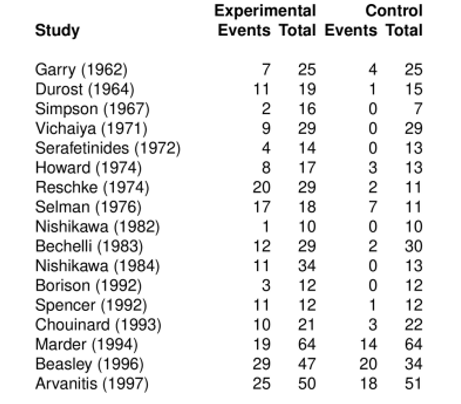 Experimental Control
Study Events Total Events Total
Garry (1962) 7 25 4 25
Durost (1964) 11 19 1 15
Simpson (1967) 2 16 0 7
Vichaiya (1971) 9 29 0 29
Serafetinides (1972) 4 14 0 13
Howard (1974) 8 17 3 13
Reschke (1974) 20 29 2 11
Selman (1976) 17 18 7 11
Nishikawa (1982) 1 10 0 10
Bechelli (1983) 12 29 2 30
Nishikawa (1984) 11 34 0 13
Borison (1992) 3 12 0 12
Spencer (1992) 11 12 1 12
Chouinard (1993) 10 21 3 22
Marder (1994) 19 64 14 64
Beasley (1996) 29 47 20 34
Arvanitis (1997) 25 50 18 51